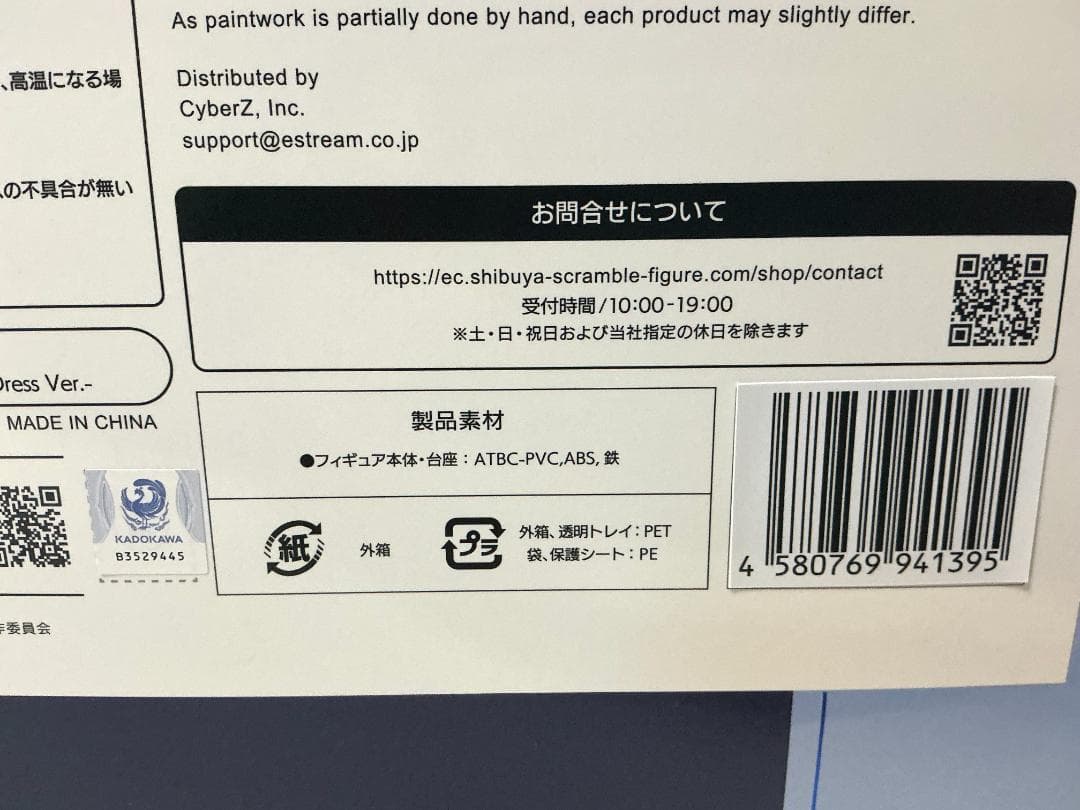 As paintwork is partially done by hand, each product may slightly differ.
、高温になる場
Distributed by
CyberZ, Inc.
support@estream.co.jp
の不具合が無い
お問合せについて
https://ec.shibuya-scramble-figure.com/shop/contact
受付時間/10:00-19:00
※土・日・祝日および当社指定の休日を除きます
Dress Ver.-
MADE IN CHINA
製品素材
●フィギュア本体・台座：ATBC-PVC,ABS, 鉄
KADOKAWA
B3529445
紙
外箱
プラ
外箱、透明トレイ：PET
袋、保護シート：PE
4 580769 941395
委員会